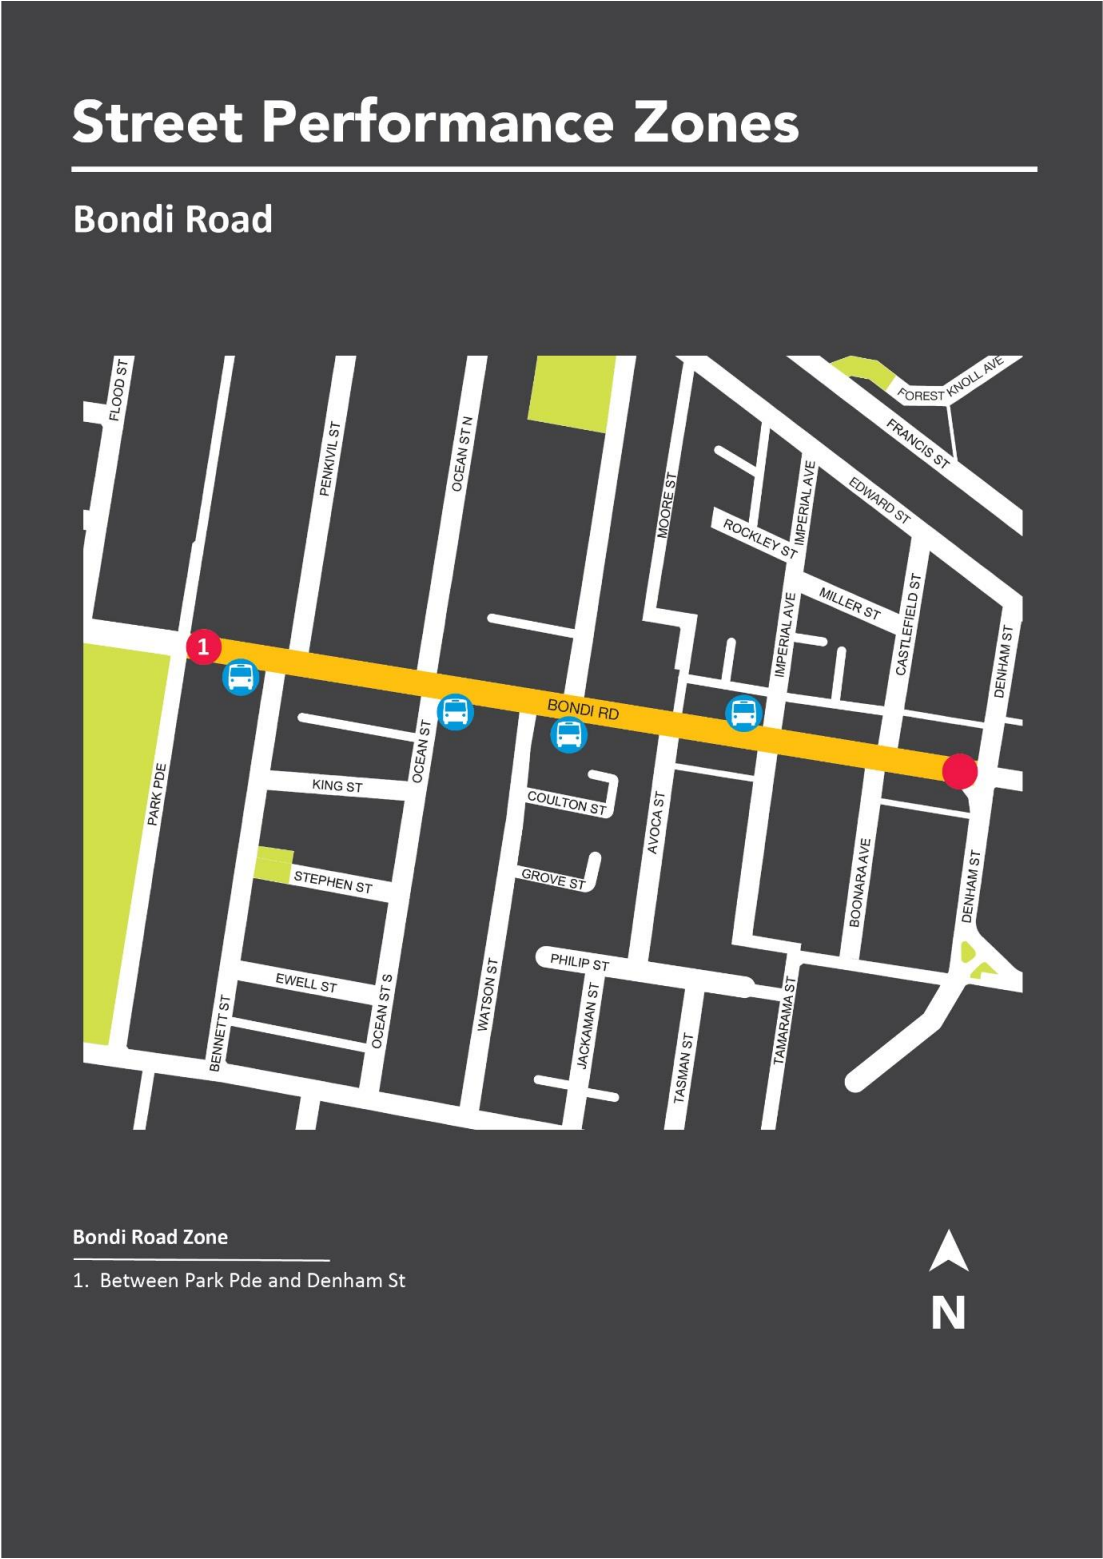 Street Performance Zones
Bondi Road
FLOOD ST
PENKIVIL ST
OCEAN ST N
MOORE ST
ROCKLEY ST
IMPERIAL AVE
EDWARD ST
FRANCIS ST
FOREST KNOLL AVE
MILLER ST
IMPERIAL AVE
CASTLEFIELD ST
DENHAM ST
1
BONDI RD
PARK PDE
KING ST
OCEAN ST
COULTON ST
AVOCA ST
STEPHEN ST
GROVE ST
BOONARA AVE
DENHAM ST
EWELL ST
PHILIP ST
BENNETT ST
OCEAN ST S
WATSON ST
JACKAMAN ST
TASMAN ST
TAMARAMA ST
Bondi Road Zone
1. Between Park Pde and Denham St
N